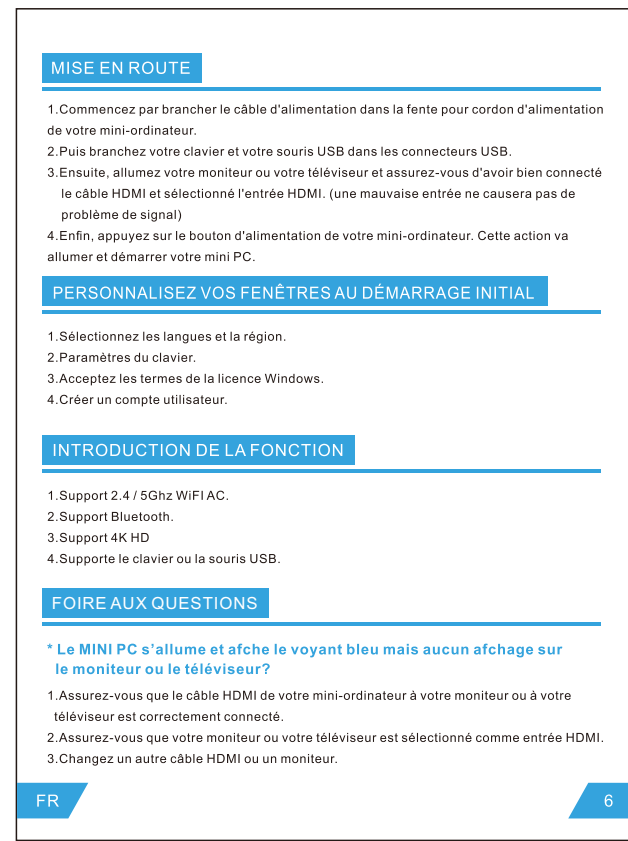 MISE EN ROUTE
1.Commencez par brancher le câble d'alimentation dans la fente pour cordon d'alimentation
de votre mini-ordinateur.
2.Puis branchez votre clavier et votre souris USB dans les connecteurs USB.
3.Ensuite, allumez votre moniteur ou votre téléviseur et assurez-vous d'avoir bien connecté
le câble HDMI et sélectionné l'entrée HDMI. (une mauvaise entrée ne causera pas de
problème de signal)
4.Enfin, appuyez sur le bouton d'alimentation de votre mini-ordinateur. Cette action va
allumer et démarrer votre mini PC.
PERSONNALISEZ VOS FENÊTRES AU DÉMARRAGE INITIAL
1.Sélectionnez les langues et la région.
2.Paramètres du clavier.
3.Acceptez les termes de la licence Windows.
4.Créer un compte utilisateur.
INTRODUCTION DE LA FONCTION
1.Support 2.4 / 5Ghz WiFI AC.
2.Support Bluetooth.
3.Support 4K HD
4.Supporte le clavier ou la souris USB.
FOIRE AUX QUESTIONS
* Le MINI PC s’allume et afche le voyant bleu mais aucun afchage sur
le moniteur ou le téléviseur?
1.Assurez-vous que le câble HDMI de votre mini-ordinateur à votre moniteur ou à votre
téléviseur est correctement connecté.
2.Assurez-vous que votre moniteur ou votre téléviseur est sélectionné comme entrée HDMI.
3.Changez un autre câble HDMI ou un moniteur.
FR
6